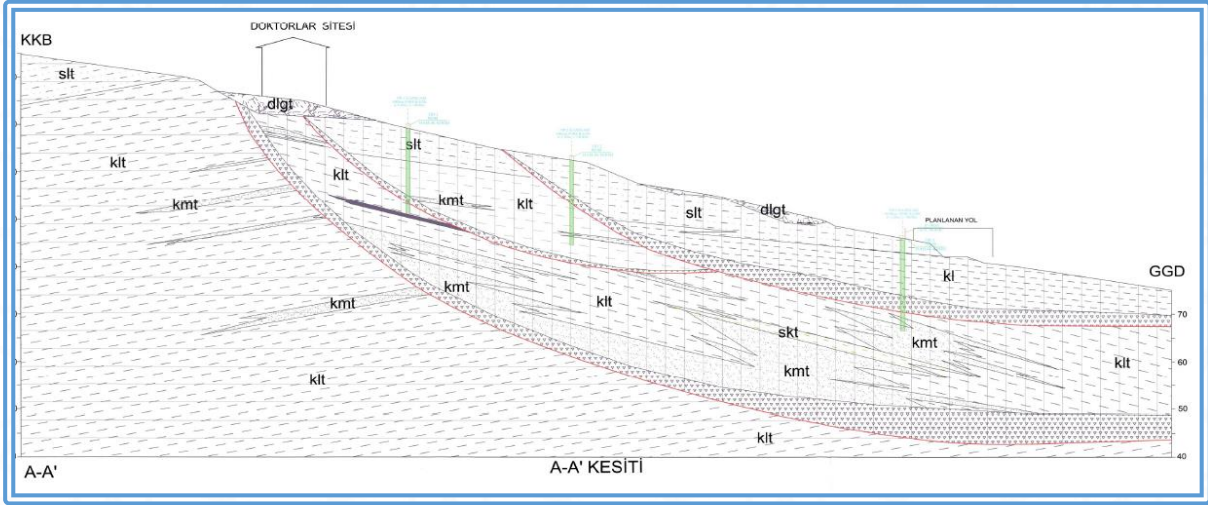 DOKTORLAR SİTESİ
KKB
slt
dlgt
slt
klt
klt
kmt
klt
kmt
slt
dlgt
PLANLANAN YOL
GGD
kl
kmt
kmt
klt
skt
kmt
kmt
klt
klt
klt
70
60
50
40
A-A'
A-A' KESİTİ